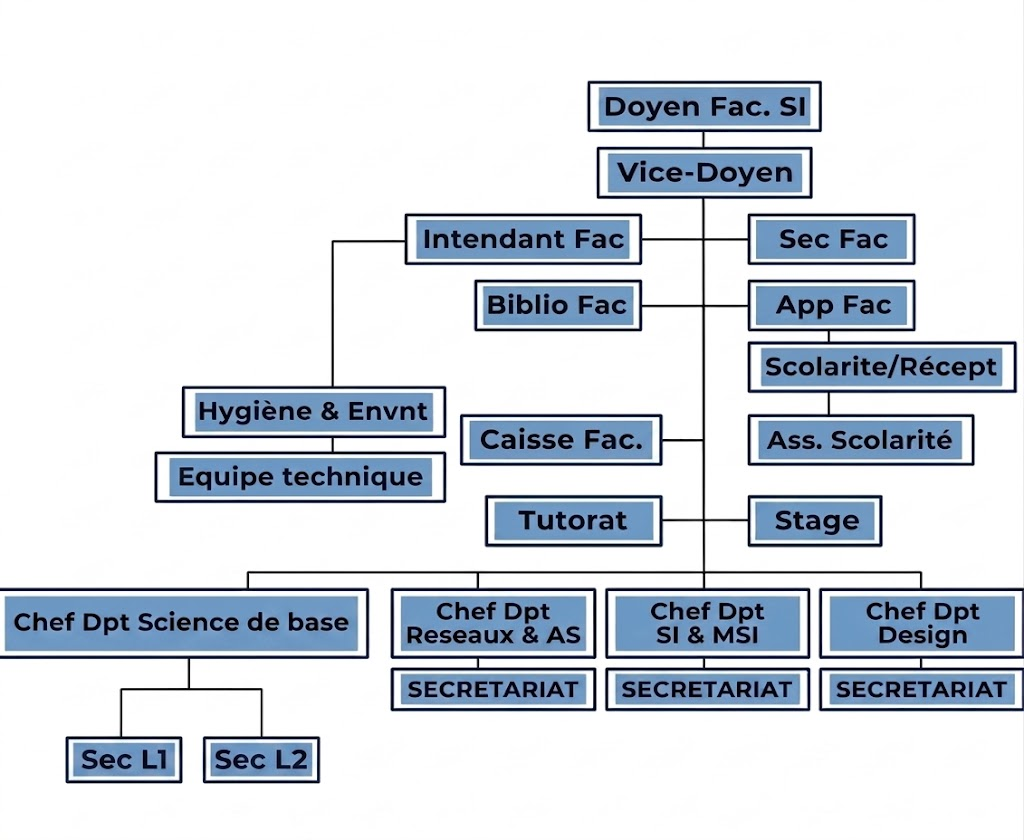 Doyen Fac. SI
Vice-Doyen
Intendant Fac
Sec Fac
Biblio Fac
App Fac
Scolarite/Récept
Hygiène & Envnt
Caisse Fac.
Ass. Scolarité
Equipe technique
Tutorat
Stage
Chef Dpt Science de base
Chef Dpt
Reseaux & AS
Chef Dpt
SI & MSI
Chef Dpt
Design
SECRETARIAT
SECRETARIAT
SECRETARIAT
Sec L1
Sec L2